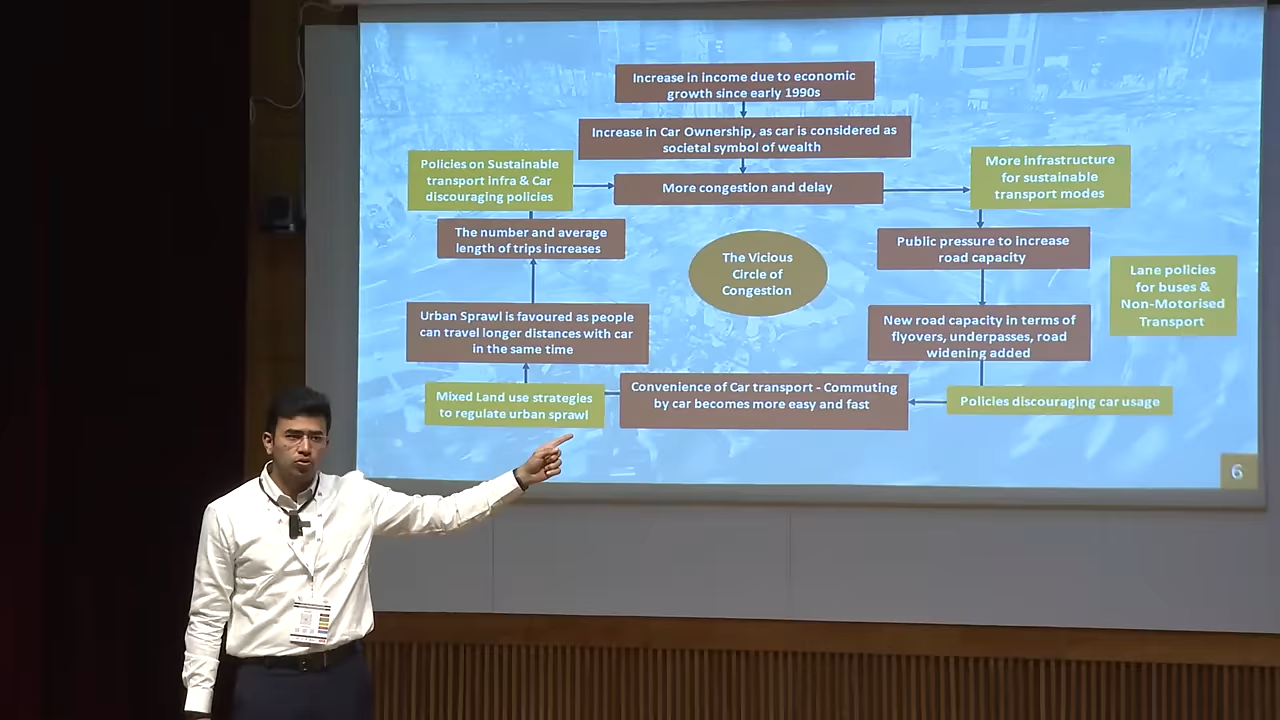 Increase in income due to economic
growth since early 1990s
Increase in Car Ownership, as car is considered as
societal symbol of wealth
Policies on Sustainable
transport infra & Car
discouraging policies
More congestion and delay
More infrastructure
for sustainable
transport modes
The number and average
length of trips increases
The Vicious
Circle of
Congestion
Public pressure to increase
road capacity
Lane policies
for buses &
Non-Motorised
Transport
Urban Sprawl is favoured as people
can travel longer distances with car
in the same time
New road capacity in terms of
flyovers, underpasses, road
widening added
Mixed Land use strategies
to regulate urban sprawl
Convenience of Car transport - Commuting
by car becomes more easy and fast
Policies discouraging car usage
6